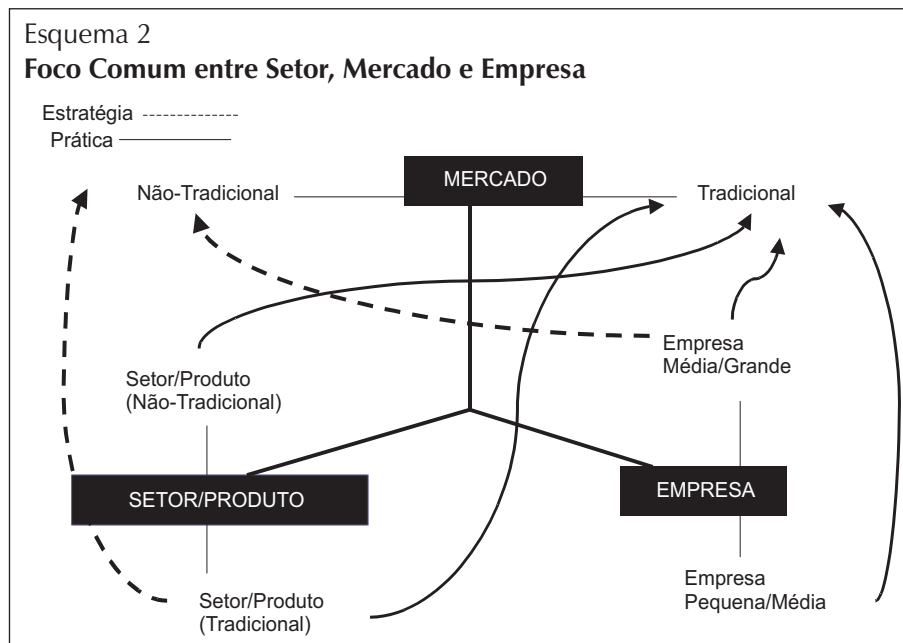 Esquema 2
Foco Comum entre Setor, Mercado e Empresa
Estratégia
Prática
Não-Tradicional
MERCADO
Tradicional
Empresa
Média/Grande
Setor/Produto
(Não-Tradicional)
SETOR/PRODUTO
EMPRESA
Setor/Produto
(Tradicional)
Empresa
Pequena/Média